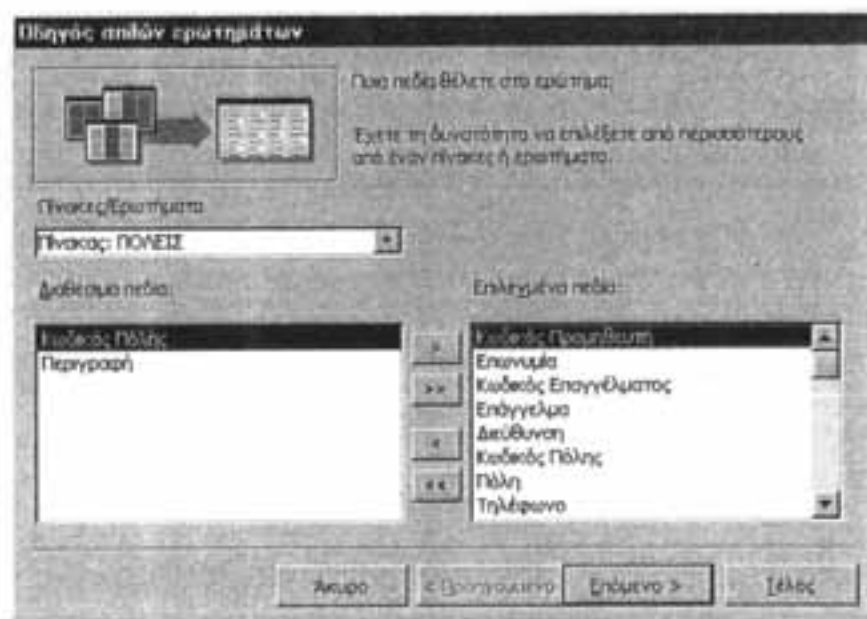 Οδηγός απλών ερωτημάτων
Ποια πεδία θέλετε στο ερώτημα;
Έχετε τη δυνατότητα να επιλέξετε από περισσότερους
από έναν πίνακες ή ερωτήματα.
Πίνακες/Ερωτήματα
Πίνακας: ΠΟΛΕΙΣ
Διαθέσιμα πεδία:
Επιλεγμένα πεδία:
Κωδικός Πόλης
Περιγραφή
>
>>
<
<<
Κωδικός Προμηθευτή
Επωνυμία
Κωδικός Επαγγέλματος
Επάγγελμα
Διεύθυνση
Κωδικός Πόλης
Πόλη
Τηλέφωνο
Άκυρο
< Προηγούμενο
Επόμενο >
Τέλος